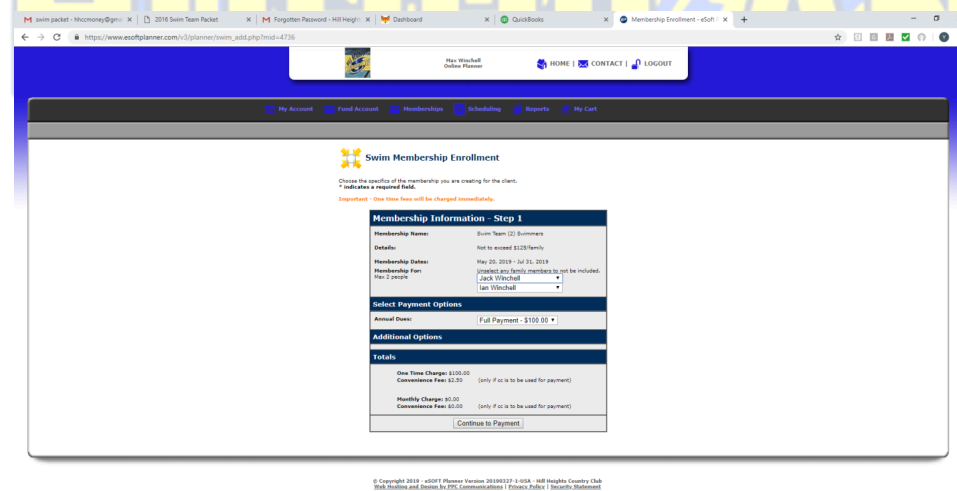 swim packet - hhccmoney@gma
2016 Swim Team Packet
Forgotten Password - Hill Height
Dashboard
QuickBooks
Membership Enrollment - eSoft
https://www.esoftplanner.com/v3/planner/swim_add.php?mid=4736
Max Winchell
Online Planner
HOME | CONTACT | LOGOUT
My Account Fund Account Memberships Scheduling Reports My Cart
Swim Membership Enrollment
Choose the specifics of the membership you are creating for the client.
* indicates a required field.
Important - One time fees will be charged immediately.
Membership Information - Step 1
Membership Name: Swim Team (2) Swimmers
Details: Not to exceed $125/family
Membership Dates: May 20, 2019 - Jul 31, 2019
Membership For: Unselect any family members to not be included.
Max 2 people Jack Winchell
Ian Winchell
Select Payment Options
Annual Dues: Full Payment - $100.00
Additional Options
Totals
One Time Charge: $100.00
Convenience Fee: $2.50 (only if cc is to be used for payment)
Monthly Charge: $0.00
Convenience Fee: $0.00 (only if cc is to be used for payment)
Continue to Payment
© Copyright 2019 - eSOFT Planner Version 20190327-1-USA - Hill Heights Country Club
Web Hosting and Design by PPC Communications | Privacy Policy | Security Statement